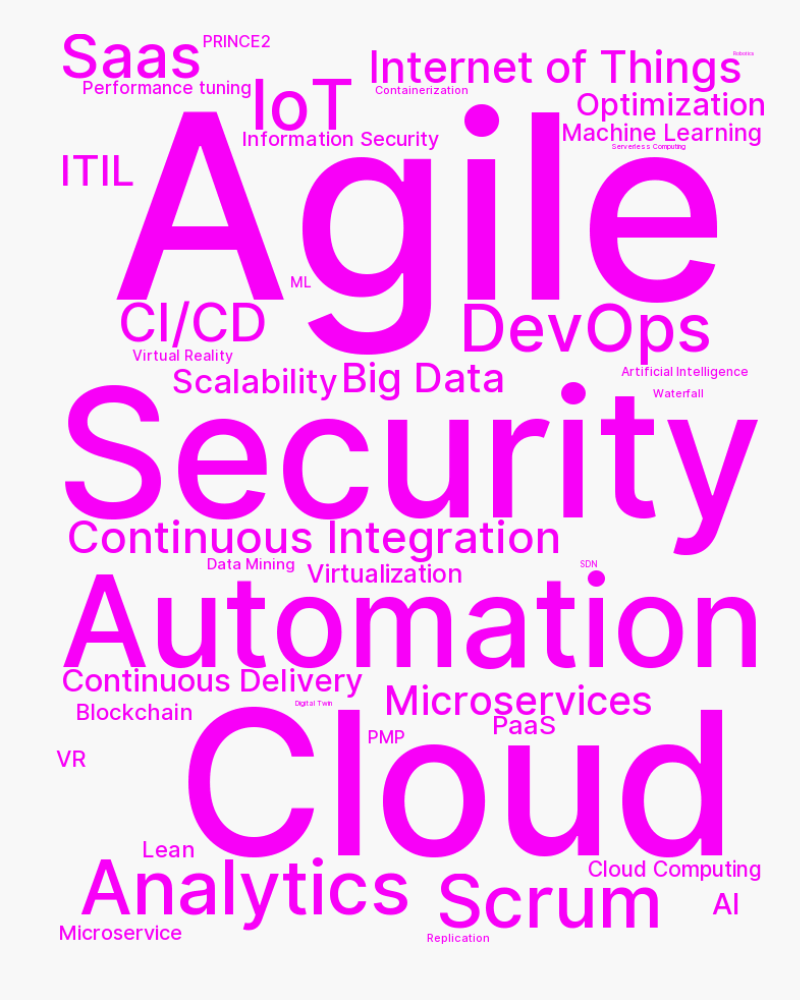 Saas
PRINCE2
Internet of Things
Robotics
Performance tuning
IoT
Containerization
Optimization
Information Security
Machine Learning
Serverless Computing
ITIL
Agile
ML
CI/CD
DevOps
Virtual Reality
Scalability
Big Data
Artificial Intelligence
Waterfall
Security
Continuous Integration
Data Mining
Virtualization
SDN
Automation
Continuous Delivery
Microservices
Digital Twin
Blockchain
PaaS
PMP
VR
Cloud
Lean
Analytics
Cloud Computing
Scrum
AI
Microservice
Replication